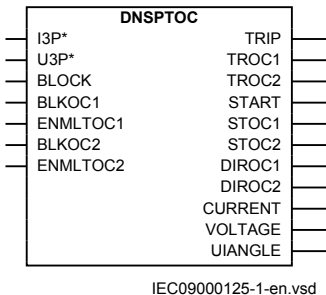 DNSPTOC
I3P* TRIP
U3P* TROC1
BLOCK TROC2
BLKOC1 START
ENMLTOC1 STOC1
BLKOC2 STOC2
ENMLTOC2 DIROC1
DIROC2
CURRENT
VOLTAGE
UIANGLE
IEC09000125-1-en.vsd